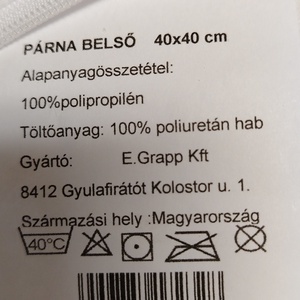 PÁRNA BELSŐ 40x40 cm
Alapanyagösszetétel:
100%polipropilén
Töltőanyag: 100% poliuretán hab
Gyártó: E.Grapp Kft
8412 Gyulafirátót Kolostor u. 1.
Származási hely :Magyarország
40°C